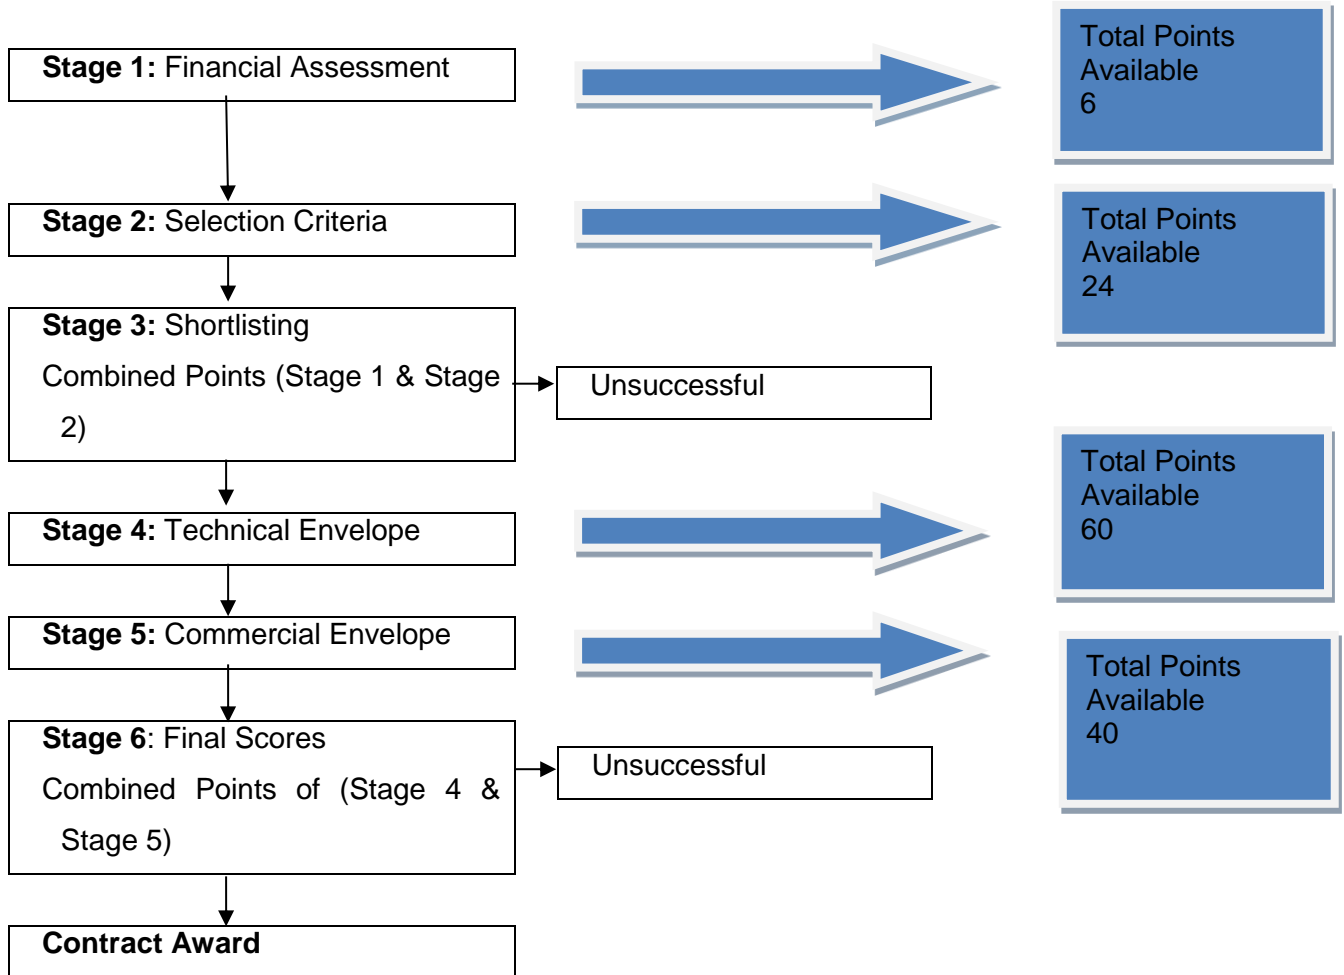 Stage 1: Financial Assessment
Total Points
Available
6
Stage 2: Selection Criteria
Total Points
Available
24
Stage 3: Shortlisting
Combined Points (Stage 1 & Stage
2)
Unsuccessful
Stage 4: Technical Envelope
Total Points
Available
60
Stage 5: Commercial Envelope
Total Points
Available
40
Stage 6: Final Scores
Combined Points of (Stage 4 &
Stage 5)
Unsuccessful
Contract Award